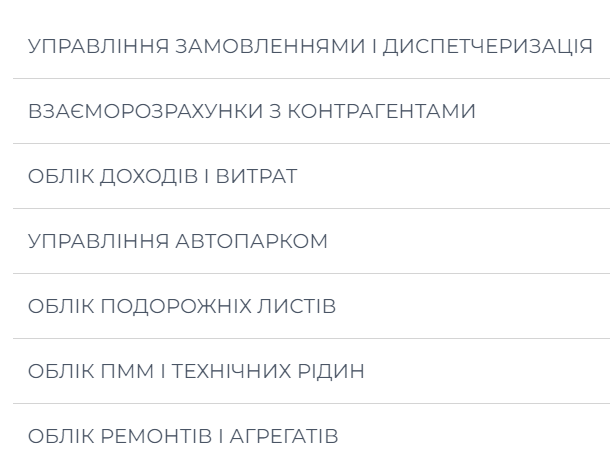 УПРАВЛІННЯ ЗАМОВЛЕННЯМИ І ДИСПЕТЧЕРИЗАЦІЯ
ВЗАЄМОРОЗРАХУНКИ З КОНТРАГЕНТАМИ
ОБЛІК ДОХОДІВ І ВИТРАТ
УПРАВЛІННЯ АВТОПАРКОМ
ОБЛІК ПОДОРОЖНІХ ЛИСТІВ
ОБЛІК ПММ І ТЕХНІЧНИХ РІДИН
ОБЛІК РЕМОНТІВ І АГРЕГАТІВ